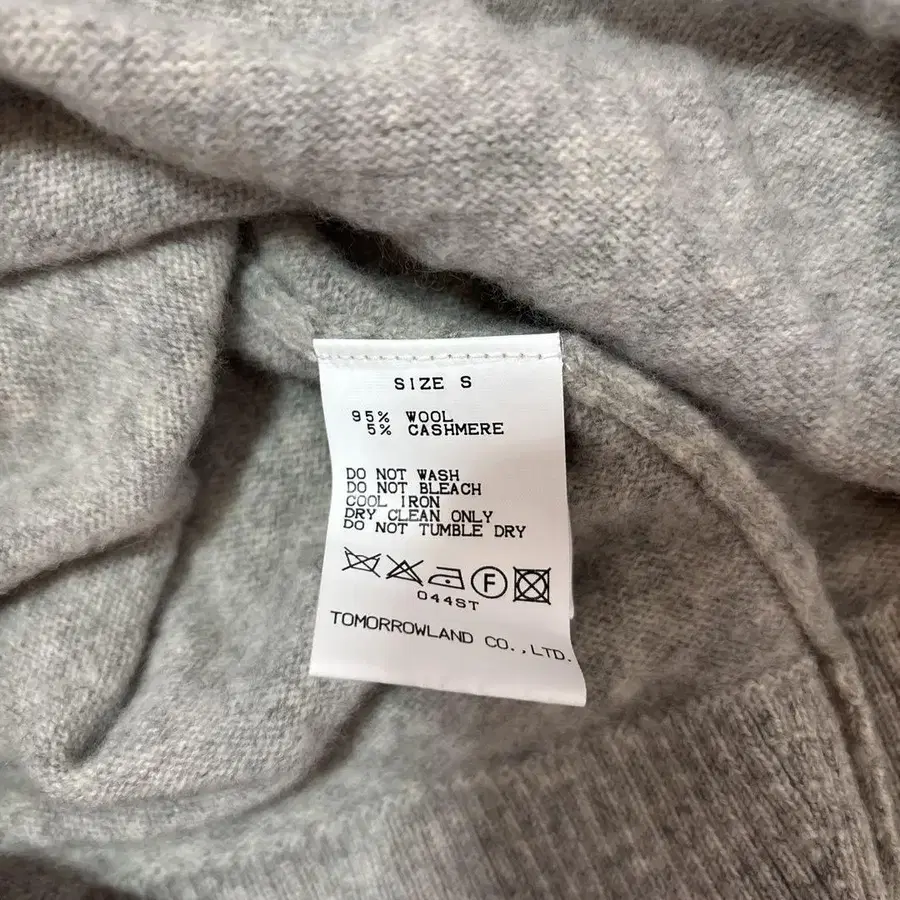 SIZE S
95% WOOL
5% CASHMERE
DO NOT WASH
DO NOT BLEACH
COOL IRON
DRY CLEAN ONLY
DO NOT TUMBLE DRY
F
044ST
TOMORROWLAND CO.,LTD.